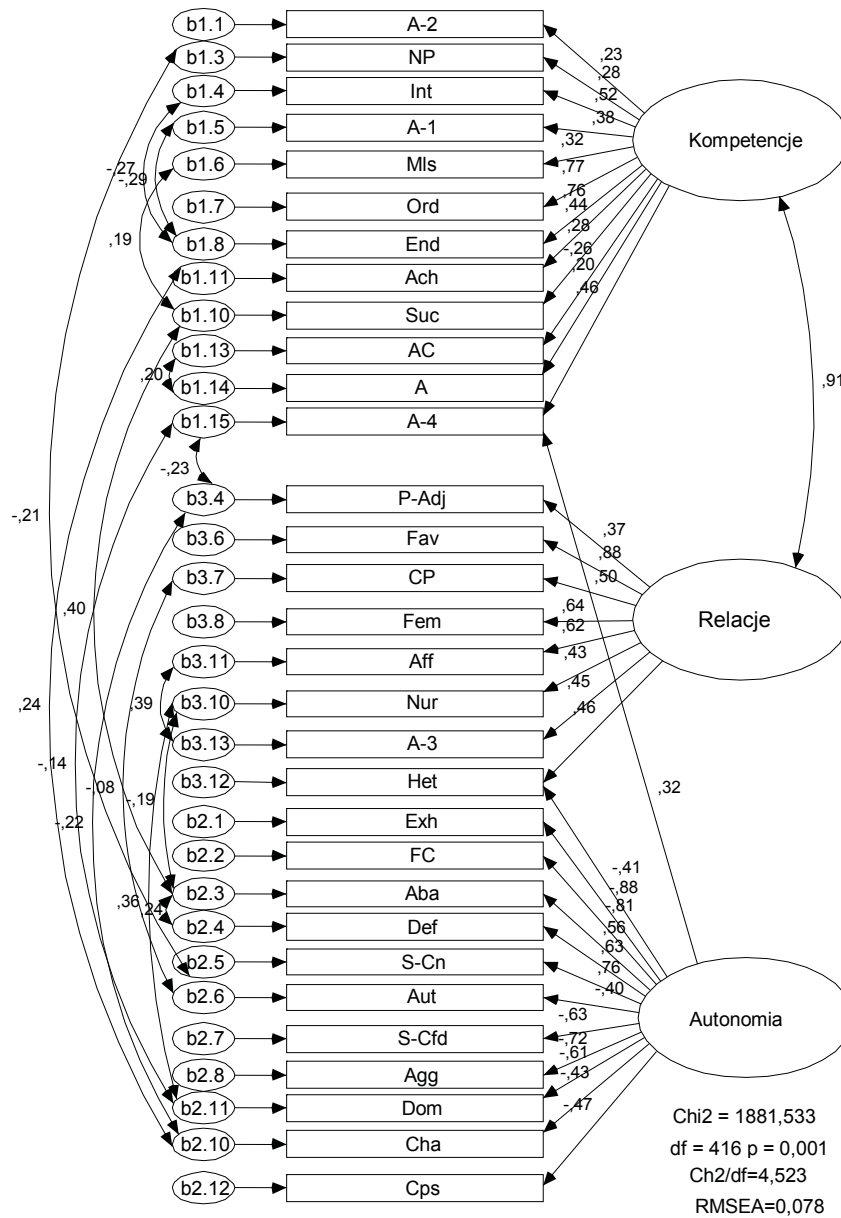 b1.1 A-2
b1.3 NP
b1.4 Int
b1.5 A-1
b1.6 Mls
b1.7 Ord
b1.8 End
b1.11 Ach
b1.10 Suc
b1.13 AC
b1.14 A
b1.15 A-4
b3.4 P-Adj
b3.6 Fav
b3.7 CP
b3.8 Fem
b3.11 Aff
b3.10 Nur
b3.13 A-3
b3.12 Het
b2.1 Exh
b2.2 FC
b2.3 Aba
b2.4 Def
b2.5 S-Cn
b2.6 Aut
b2.7 S-Cfd
b2.8 Agg
b2.11 Dom
b2.10 Cha
b2.12 Cps
-,27
-,29
,19
,20
-,23
-,21
,40
,39
,24
-,14
-,08
-,19
-,22
,36
,24
,23
,28
,52
,38
,32
,77
,76
,44
,28
-,26
,20
,46
Kompetencje
,91
,37
,88
,50
,64
,62
,43
,45
,46
Relacje
,32
-,41
-,88
-,81
,56
,63
,76
-,40
-,63
-,72
-,61
-,43
-,47
Autonomia
Chi2 = 1881,533
df = 416 p = 0,001
Ch2/df=4,523
RMSEA=0,078